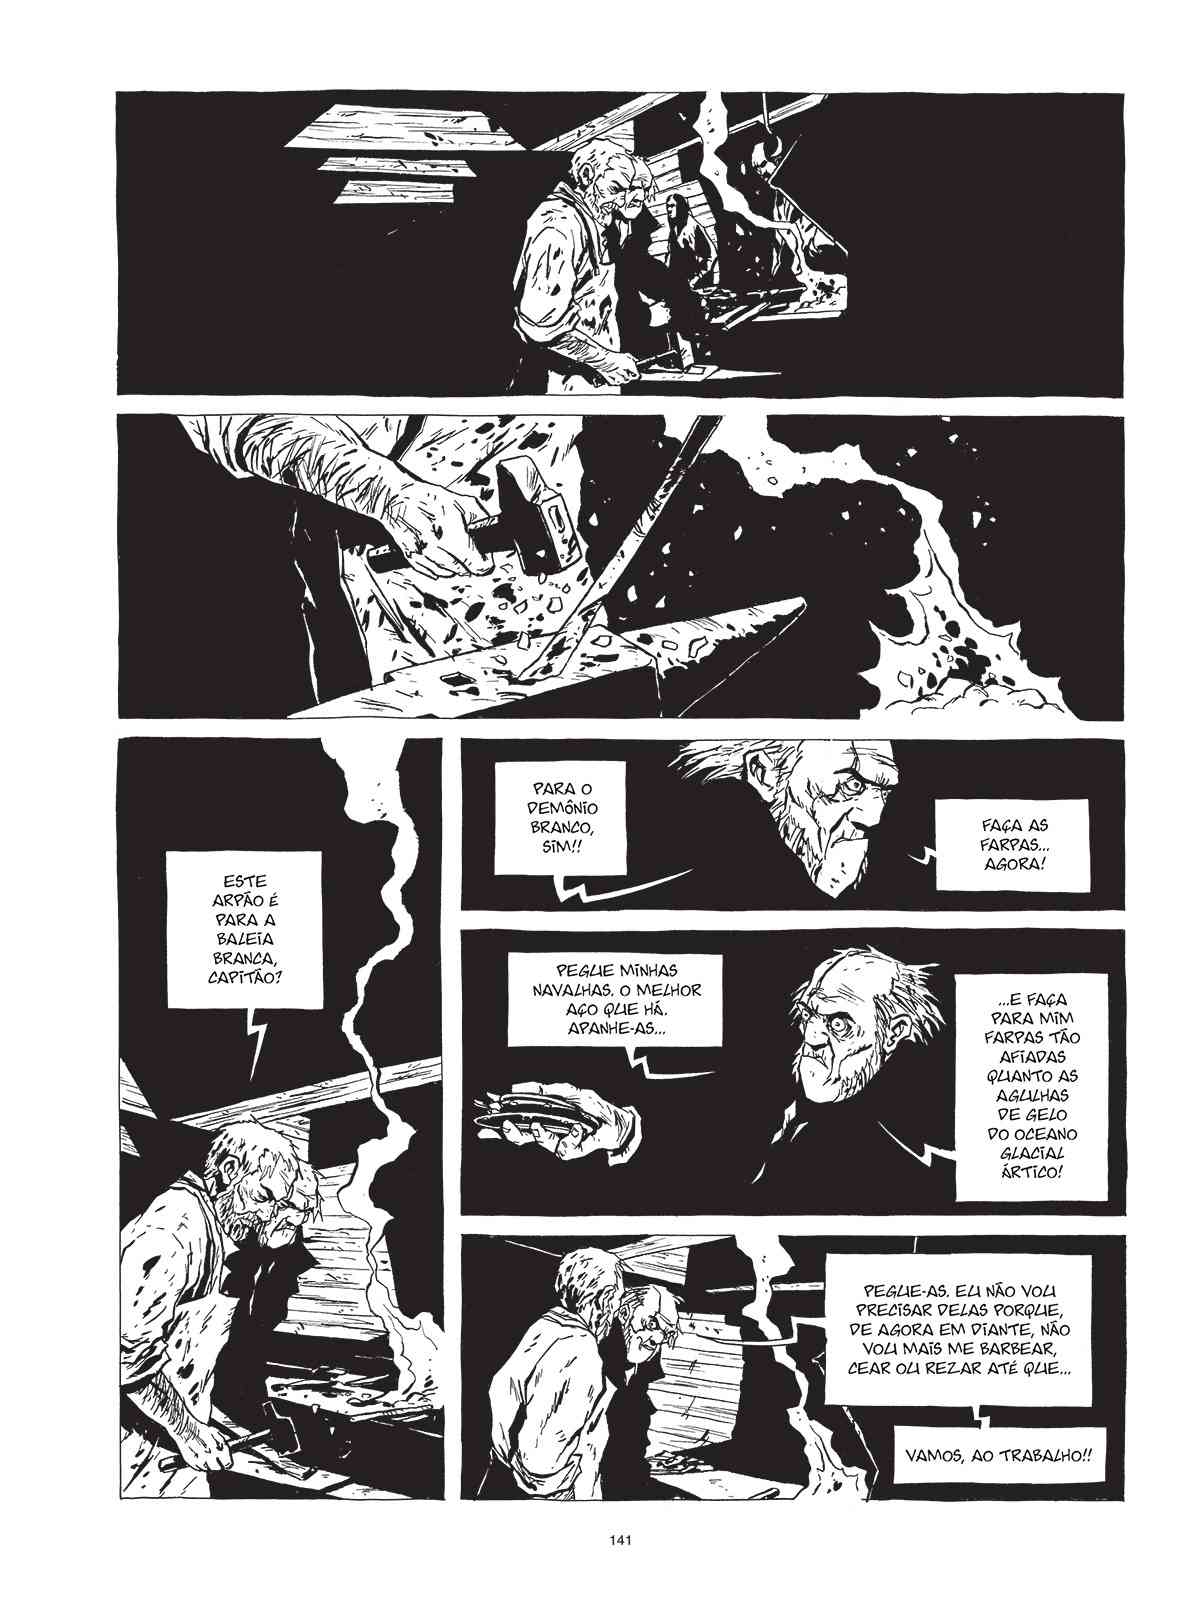 ESTE
ARPÃO É
PARA A
BALEIA
BRANCA,
CAPITÃO?
PARA O
DEMÔNIO
BRANCO,
SIM!!
FAÇA AS
FARPAS...
AGORA!
PEGUE MINHAS
NAVALHAS. O MELHOR
AÇO QUE HÁ.
APANHE-AS...
...E FAÇA
PARA MIM
FARPAS TÃO
AFIADAS
QUANTO AS
AGULHAS
DE GELO
DO OCEANO
GLACIAL
ÁRTICO!
PEGUE-AS. EU NÃO VOU
PRECISAR DELAS PORQUE,
DE AGORA EM DIANTE, NÃO
VOU MAIS ME BARBEAR,
CEAR OU REZAR ATÉ QUE...
VAMOS, AO TRABALHO!!
141